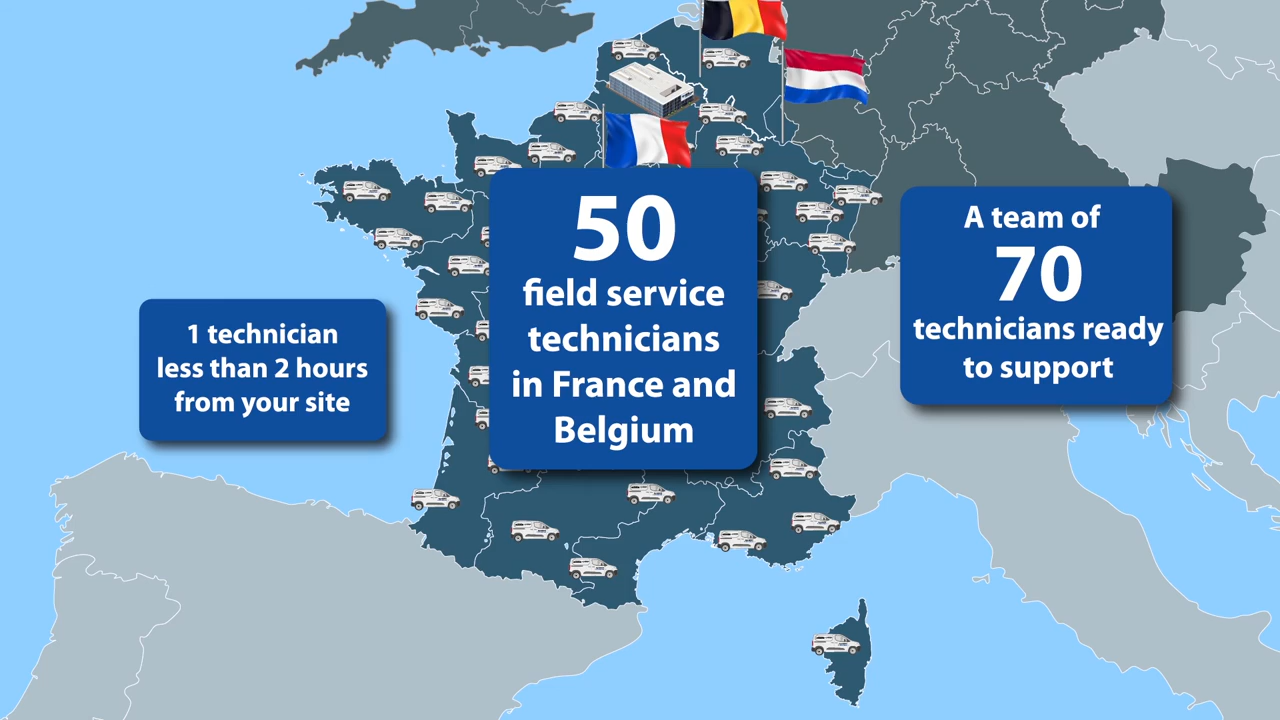 1 technician
less than 2 hours
from your site
50
field service
technicians
in France and
Belgium
A team of
70
technicians ready
to support